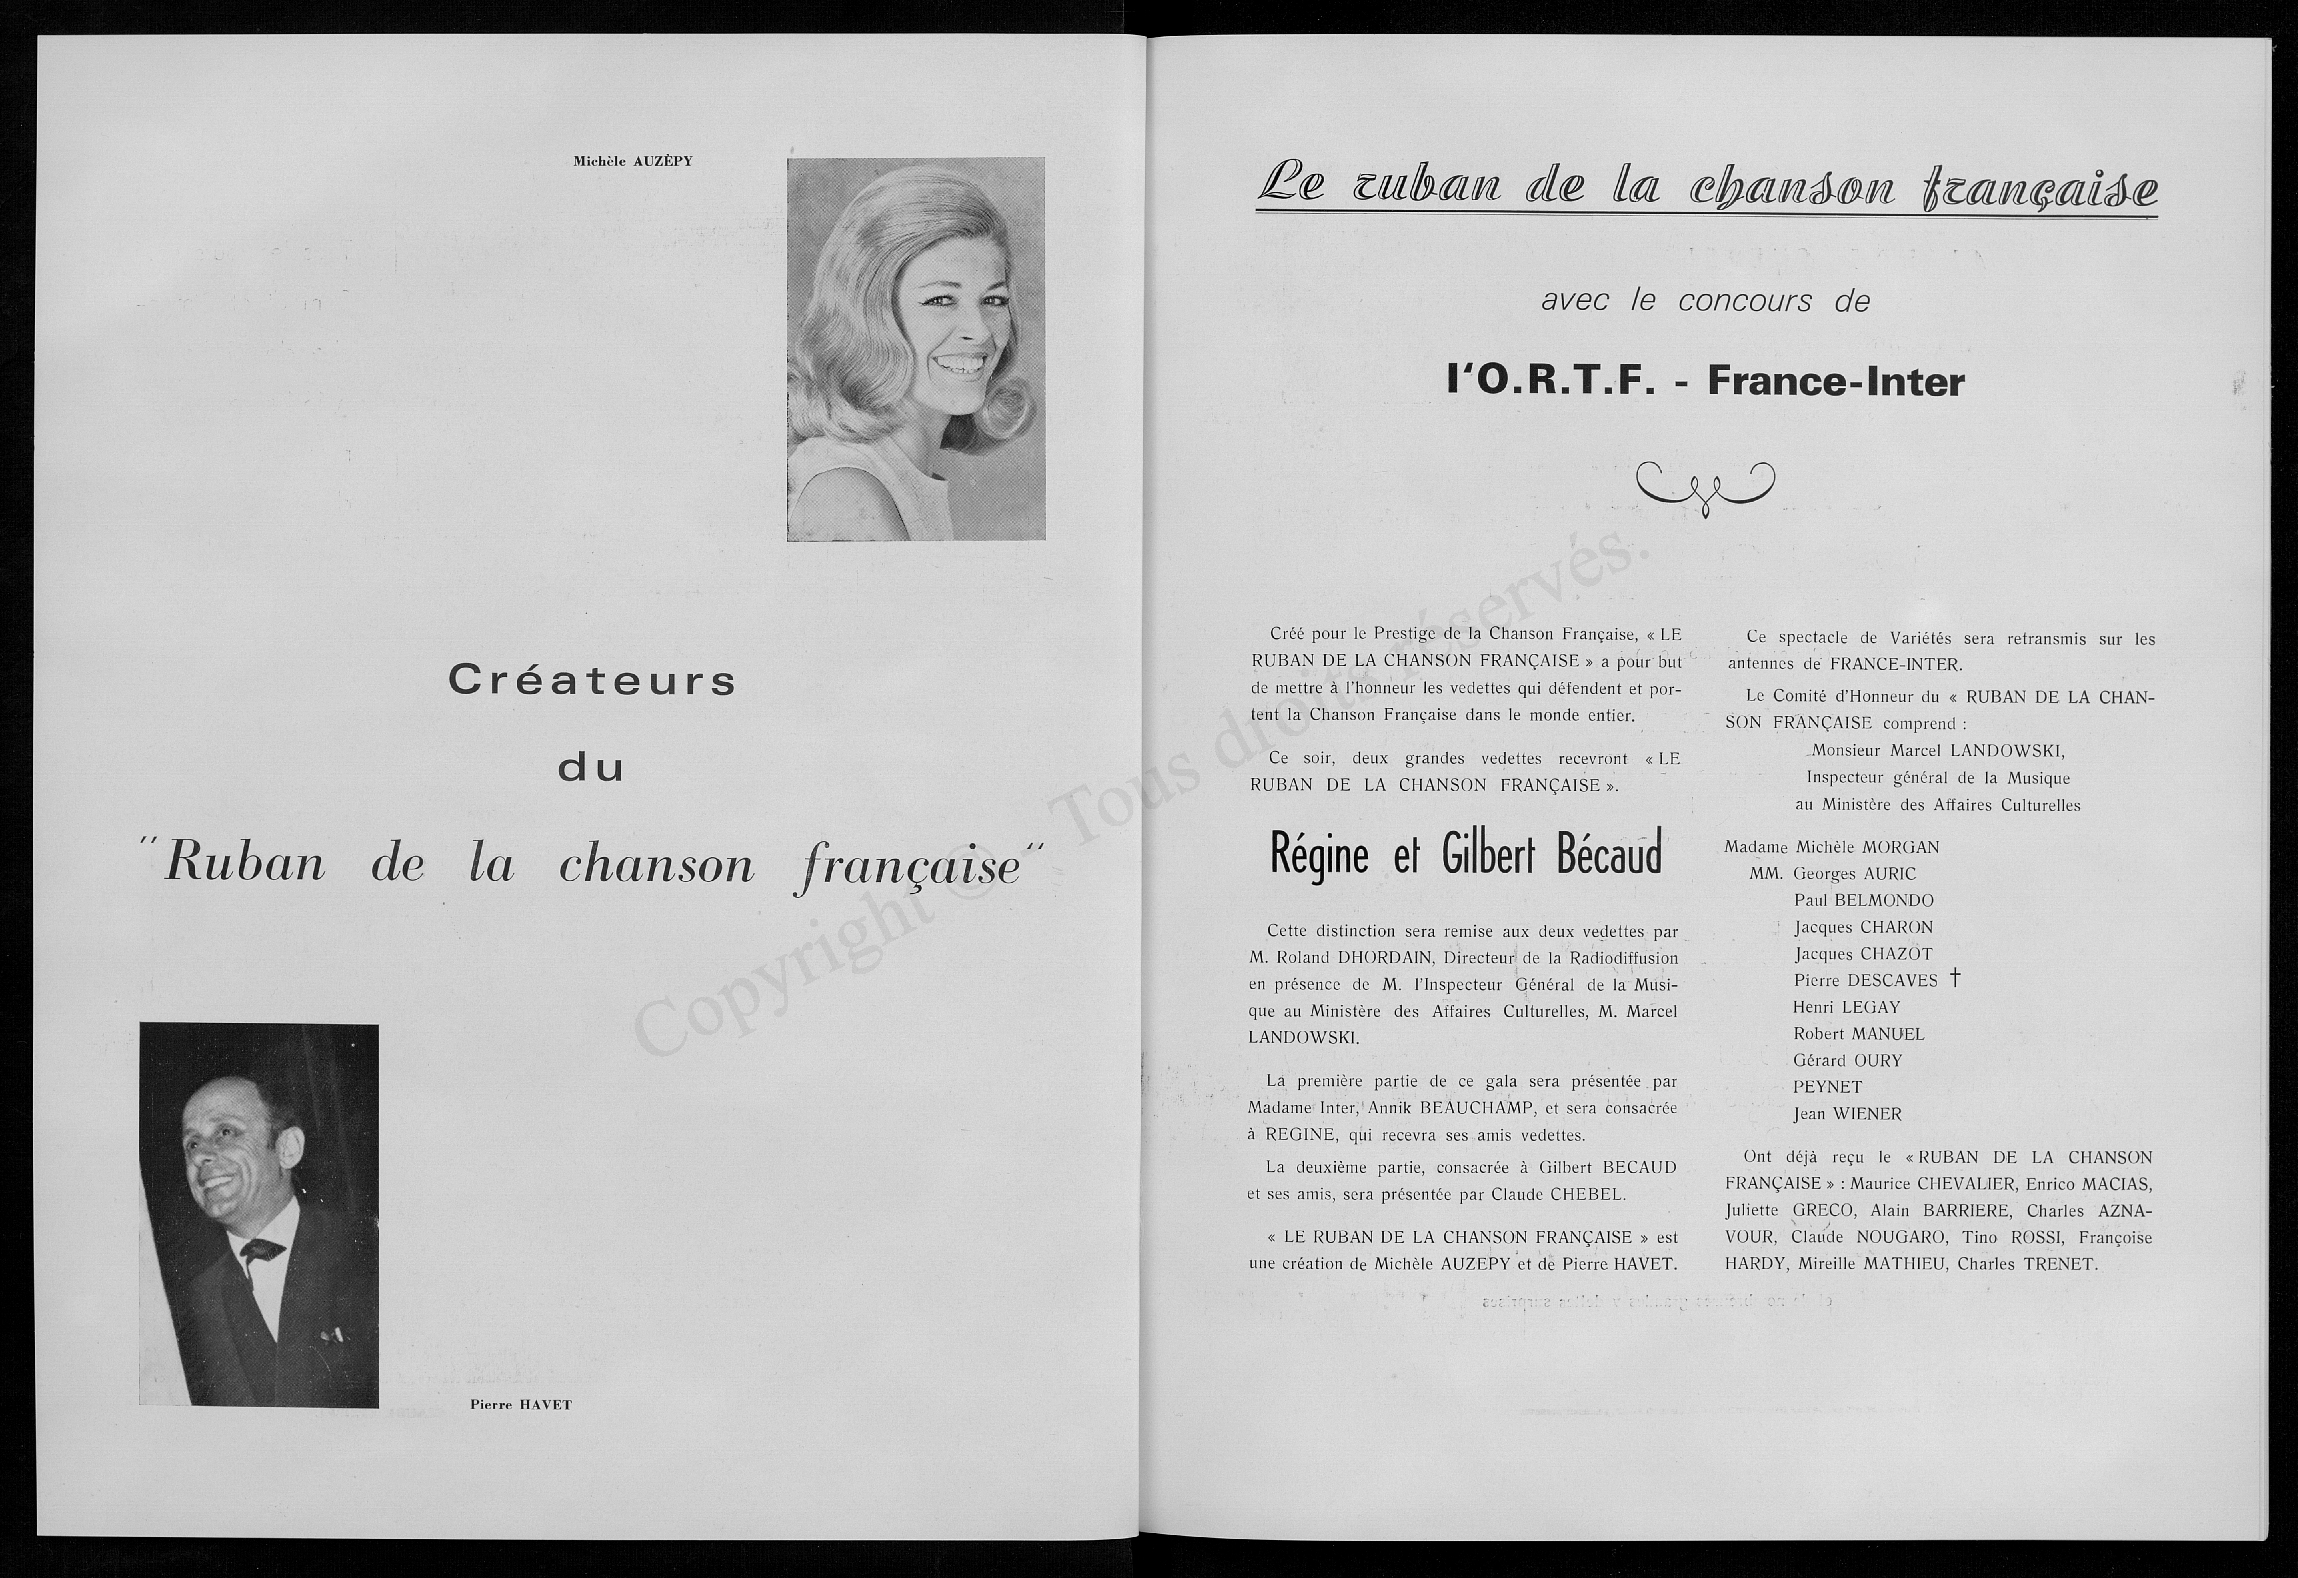 Michèle AUZÉPY
Créateurs
du
"Ruban de la chanson française"
Pierre HAVET
Le ruban de la chanson française
avec le concours de
l'O.R.T.F. - France-Inter
Créé pour le Prestige de la Chanson Française, « LE
RUBAN DE LA CHANSON FRANÇAISE » a pour but
de mettre à l'honneur les vedettes qui défendent et por-
tent la Chanson Française dans le monde entier.
Ce soir, deux grandes vedettes recevront « LE
RUBAN DE LA CHANSON FRANÇAISE ».
Régine et Gilbert Bécaud
Cette distinction sera remise aux deux vedettes par
M. Roland DHORDAIN, Directeur de la Radiodiffusion
en présence de M. l'Inspecteur Général de la Musi-
que au Ministère des Affaires Culturelles, M. Marcel
LANDOWSKI.
La première partie de ce gala sera présentée par
Madame Inter, Annik BEAUCHAMP, et sera consacrée
à REGINE, qui recevra ses amis vedettes.
La deuxième partie, consacrée à Gilbert BECAUD
et ses amis, sera présentée par Claude CHEBEL.
« LE RUBAN DE LA CHANSON FRANÇAISE » est
une création de Michèle AUZEPY et de Pierre HAVET.
Ce spectacle de Variétés sera retransmis sur les
antennes de FRANCE-INTER.
Le Comité d'Honneur du « RUBAN DE LA CHAN-
SON FRANÇAISE comprend :
Monsieur Marcel LANDOWSKI,
Inspecteur général de la Musique
au Ministère des Affaires Culturelles
Madame Michèle MORGAN
MM. Georges AURIC
Paul BELMONDO
Jacques CHARON
Jacques CHAZOT
Pierre DESCAVES †
Henri LEGAY
Robert MANUEL
Gérard OURY
PEYNET
Jean WIENER
Ont déjà reçu le « RUBAN DE LA CHANSON
FRANÇAISE » : Maurice CHEVALIER, Enrico MACIAS,
Juliette GRECO, Alain BARRIERE, Charles AZNA-
VOUR, Claude NOUGARO, Tino ROSSI, Françoise
HARDY, Mireille MATHIEU, Charles TRENET.
Copyright © - Tous droits réservés.